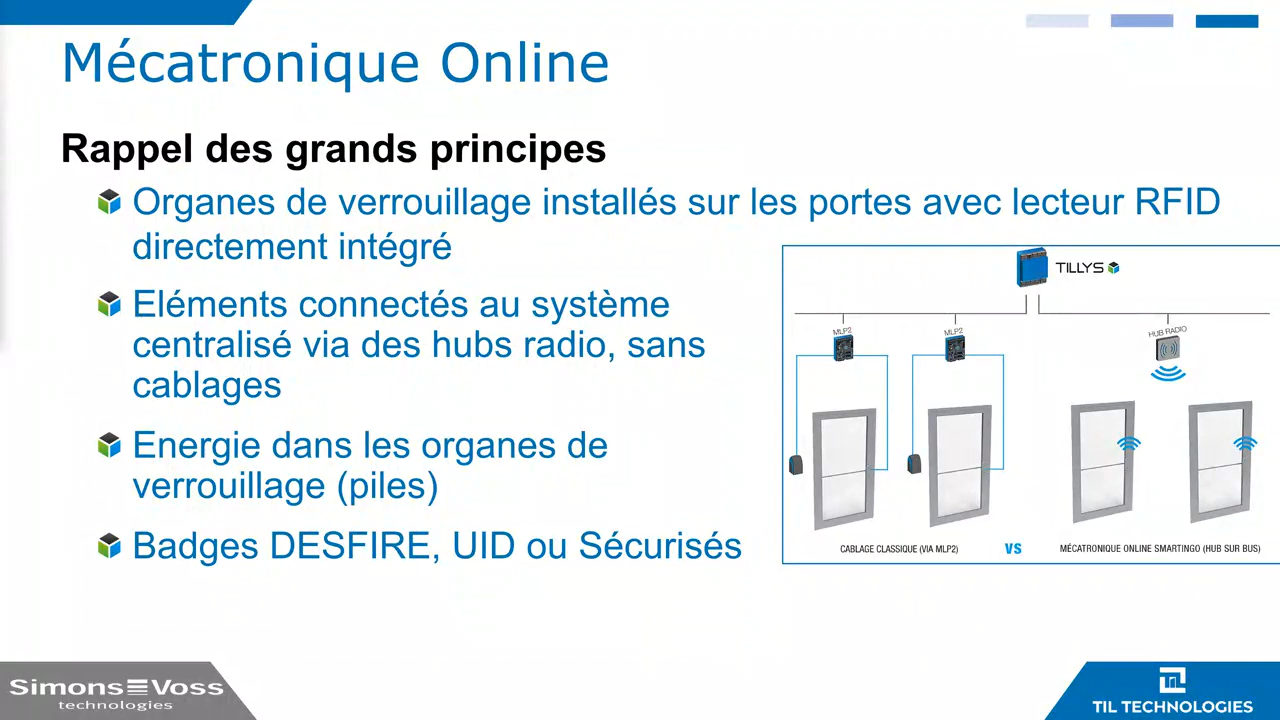 Mécatronique Online
Rappel des grands principes
Organes de verrouillage installés sur les portes avec lecteur RFID
directement intégré
Eléments connectés au système
centralisé via des hubs radio, sans
cablages
Energie dans les organes de
verrouillage (piles)
Badges DESFIRE, UID ou Sécurisés
TILLYS
MLP2
MLP2
HUB RADIO
CABLAGE CLASSIQUE (VIA MLP2)
VS
MÉCATRONIQUE ONLINE SMARTINGO (HUB SUR BUS)
Simons Voss
technologies
TIL TECHNOLOGIES